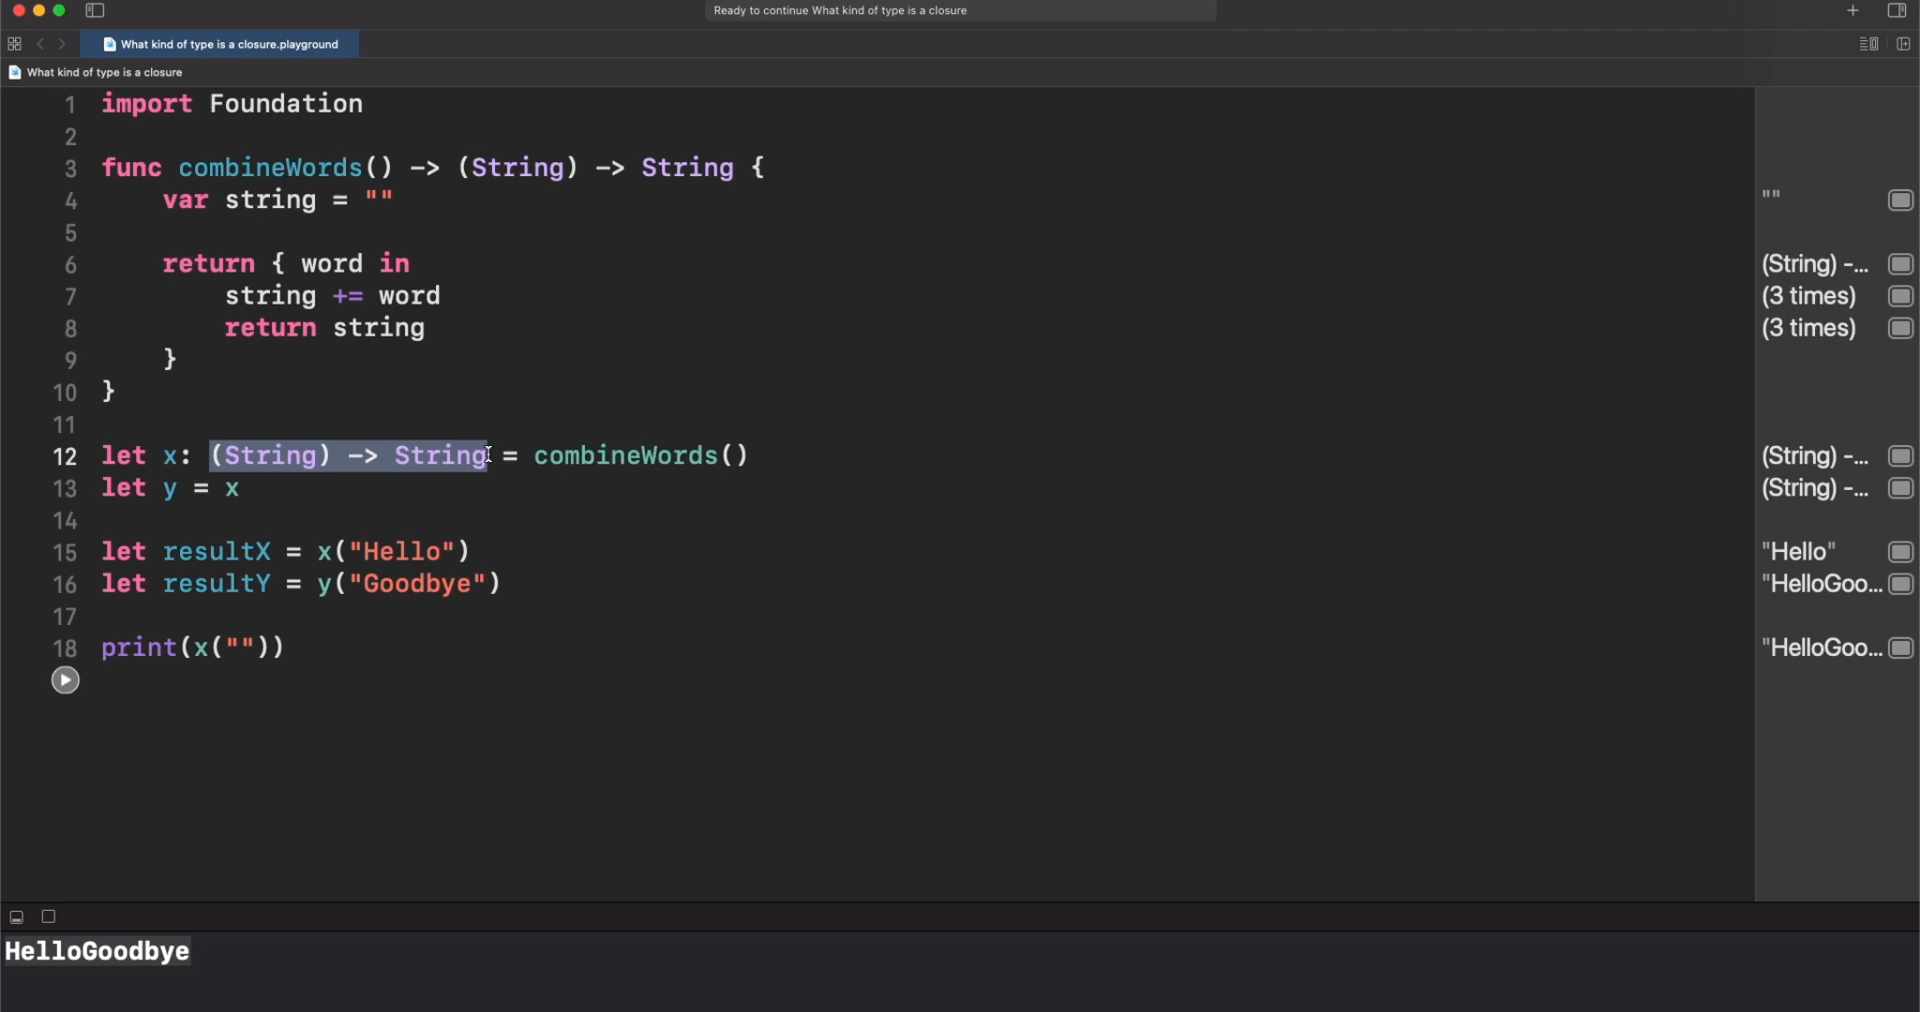 Ready to continue What kind of type is a closure
What kind of type is a closure.playground
What kind of type is a closure
1 import Foundation
2
3 func combineWords() -> (String) -> String {
4 var string = "" ""
5
6 return { word in (String) -...
7 string += word (3 times)
8 return string (3 times)
9 }
10 }
11
12 let x: (String) -> String = combineWords() (String) -...
13 let y = x (String) -...
14
15 let resultX = x("Hello") "Hello"
16 let resultY = y("Goodbye") "HelloGoo...
17
18 print(x("")) "HelloGoo...
HelloGoodbye